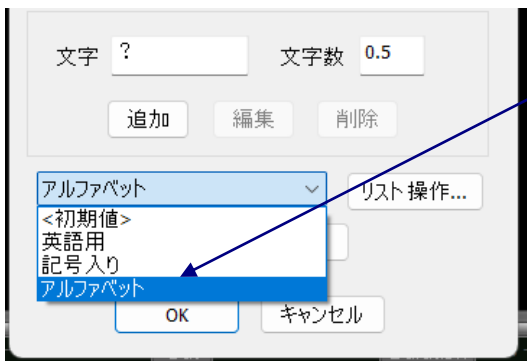 文字 ? 文字数 0.5
追加 編集 削除
アルファベット リスト操作...
<初期値>
英語用
記号入り
アルファベット
OK キャンセル